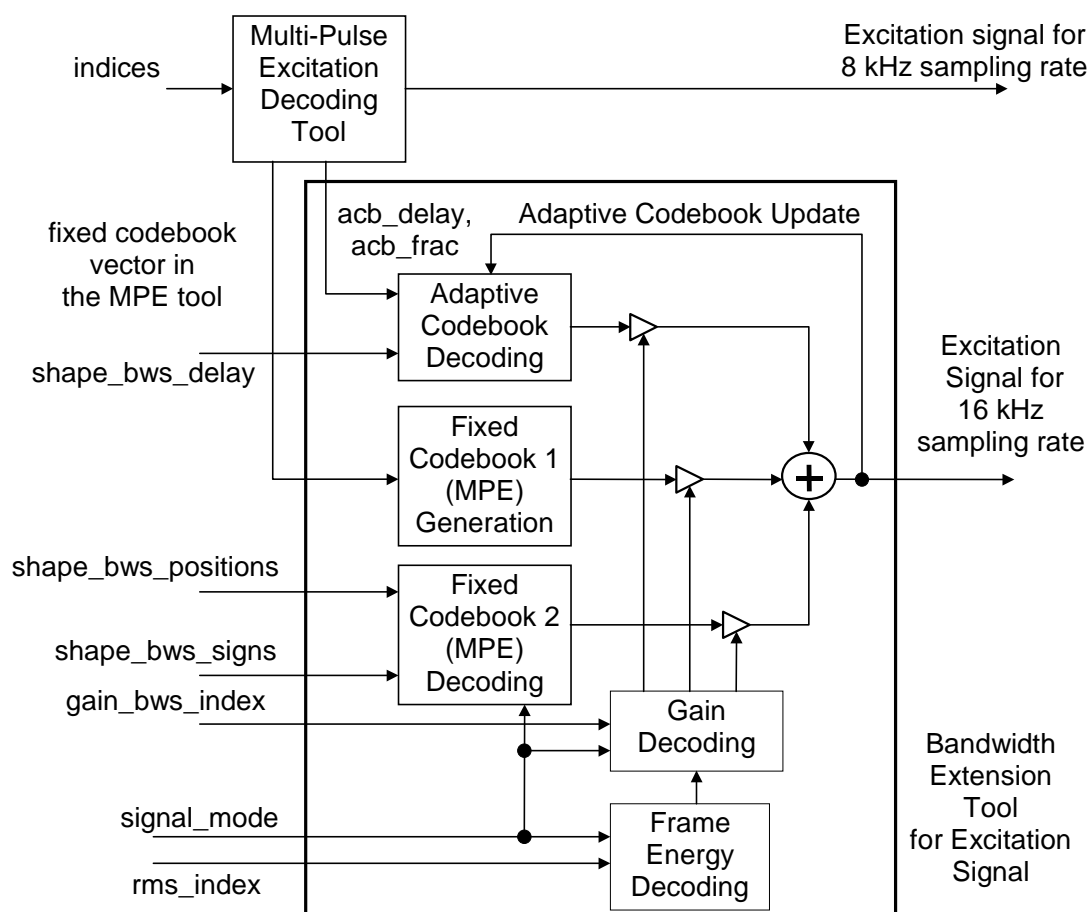 indices
Multi-Pulse
Excitation
Decoding
Tool
Excitation signal for
8 kHz sampling rate
fixed codebook
vector in
the MPE tool
acb_delay,
acb_frac
Adaptive Codebook Update
shape_bws_delay
Adaptive
Codebook
Decoding
Fixed
Codebook 1
(MPE)
Generation
+
Excitation
Signal for
16 kHz
sampling rate
shape_bws_positions
shape_bws_signs
Fixed
Codebook 2
(MPE)
Decoding
gain_bws_index
Gain
Decoding
signal_mode
rms_index
Frame
Energy
Decoding
Bandwidth
Extension
Tool
for Excitation
Signal